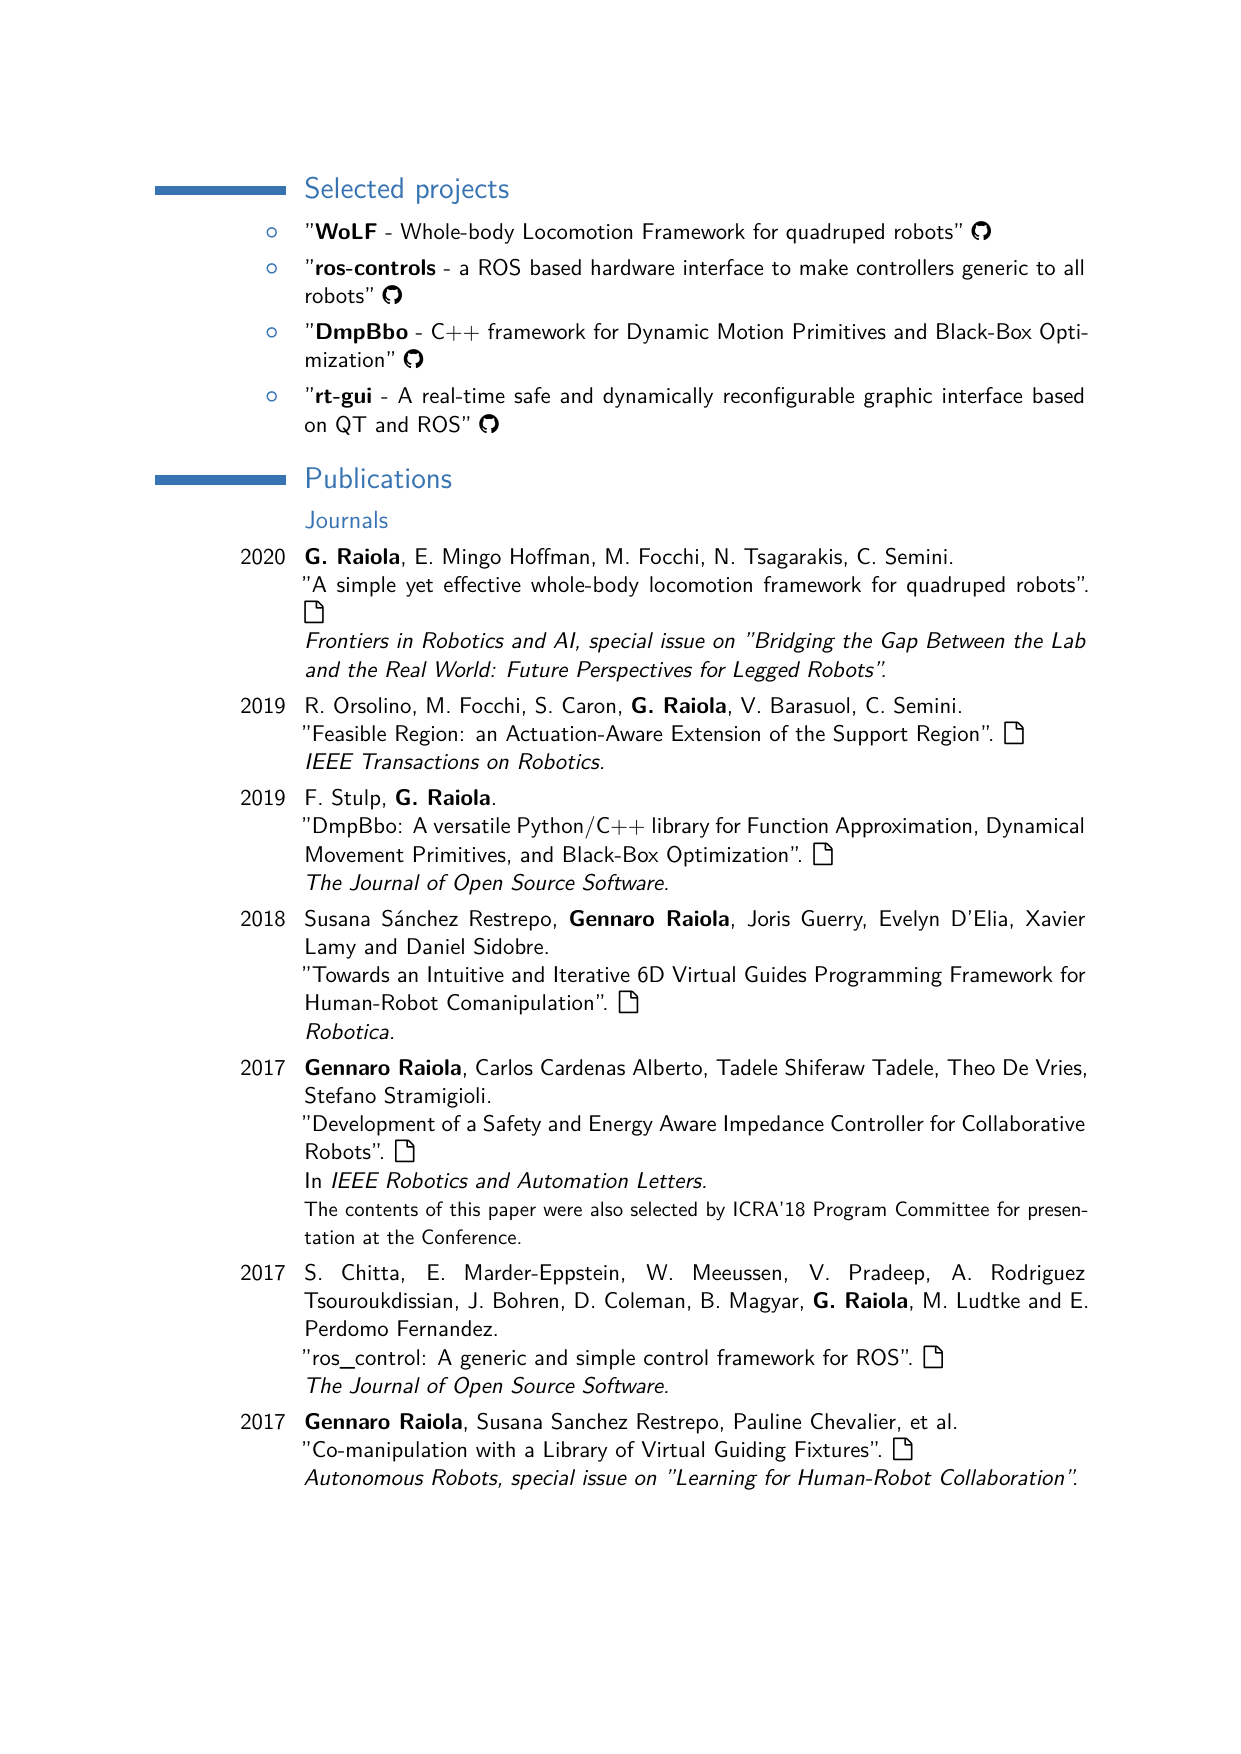 Selected projects
"WoLF - Whole-body Locomotion Framework for quadruped robots"
"ros-controls - a ROS based hardware interface to make controllers generic to all
robots"
"DmpBbo - C++ framework for Dynamic Motion Primitives and Black-Box Opti-
mization"
"rt-gui - A real-time safe and dynamically reconfigurable graphic interface based
on QT and ROS"
Publications
Journals
2020 G. Raiola, E. Mingo Hoffman, M. Focchi, N. Tsagarakis, C. Semini.
"A simple yet effective whole-body locomotion framework for quadruped robots".
Frontiers in Robotics and AI, special issue on "Bridging the Gap Between the Lab
and the Real World: Future Perspectives for Legged Robots".
2019 R. Orsolino, M. Focchi, S. Caron, G. Raiola, V. Barasuol, C. Semini.
"Feasible Region: an Actuation-Aware Extension of the Support Region".
IEEE Transactions on Robotics.
2019 F. Stulp, G. Raiola.
"DmpBbo: A versatile Python/C++ library for Function Approximation, Dynamical
Movement Primitives, and Black-Box Optimization".
The Journal of Open Source Software.
2018 Susana Sánchez Restrepo, Gennaro Raiola, Joris Guerry, Evelyn D'Elia, Xavier
Lamy and Daniel Sidobre.
"Towards an Intuitive and Iterative 6D Virtual Guides Programming Framework for
Human-Robot Comanipulation".
Robotica.
2017 Gennaro Raiola, Carlos Cardenas Alberto, Tadele Shiferaw Tadele, Theo De Vries,
Stefano Stramigioli.
"Development of a Safety and Energy Aware Impedance Controller for Collaborative
Robots".
In IEEE Robotics and Automation Letters.
The contents of this paper were also selected by ICRA'18 Program Committee for presen-
tation at the Conference.
2017 S. Chitta, E. Marder-Eppstein, W. Meeussen, V. Pradeep, A. Rodriguez
Tsouroukdissian, J. Bohren, D. Coleman, B. Magyar, G. Raiola, M. Ludtke and E.
Perdomo Fernandez.
"ros_control: A generic and simple control framework for ROS".
The Journal of Open Source Software.
2017 Gennaro Raiola, Susana Sanchez Restrepo, Pauline Chevalier, et al.
"Co-manipulation with a Library of Virtual Guiding Fixtures".
Autonomous Robots, special issue on "Learning for Human-Robot Collaboration".